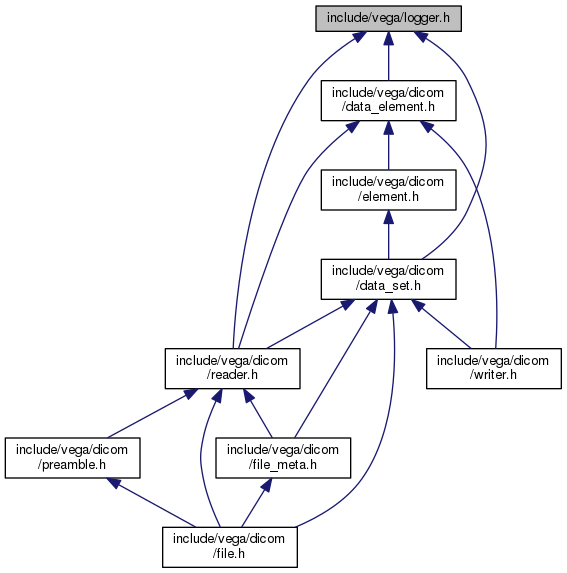 include/vega/logger.h
include/vega/dicom
/data_element.h
include/vega/dicom
/element.h
include/vega/dicom
/data_set.h
include/vega/dicom
/reader.h
include/vega/dicom
/writer.h
include/vega/dicom
/preamble.h
include/vega/dicom
/file_meta.h
include/vega/dicom
/file.h